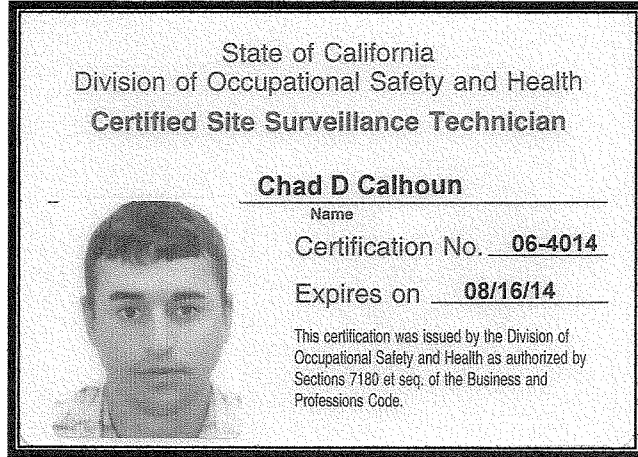 State of California
Division of Occupational Safety and Health
Certified Site Surveillance Technician
Chad D Calhoun
Name
Certification No. 06-4014
Expires on 08/16/14
This certification was issued by the Division of
Occupational Safety and Health as authorized by
Sections 7180 et seq. of the Business and
Professions Code.